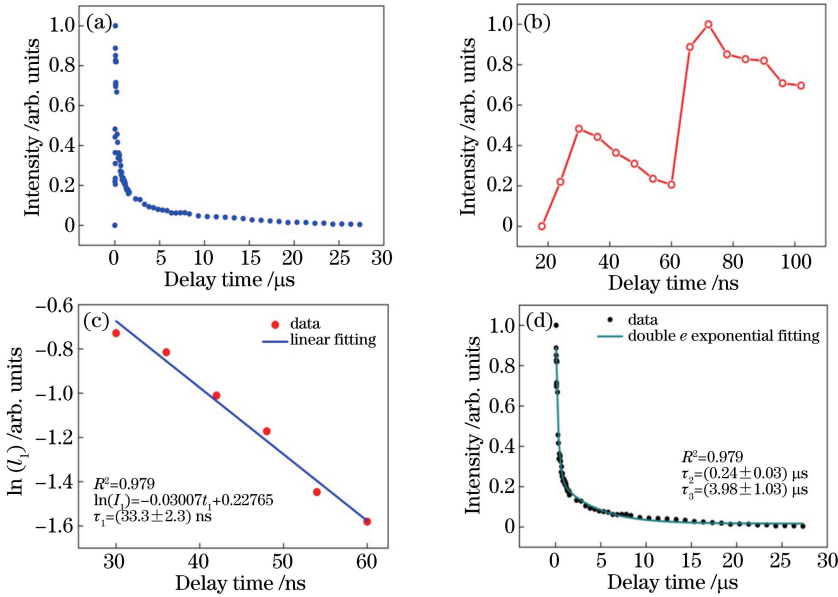 (a)
Intensity /arb. units
1.0
0.8
0.6
0.4
0.2
0
0 5 10 15 20 25 30
Delay time /μs
(b)
Intensity /arb. units
1.0
0.8
0.6
0.4
0.2
0
20 40 60 80 100
Delay time /ns
(c)
ln (I₁) /arb. units
−0.6
−0.8
−1.0
−1.2
−1.4
−1.6
data
linear fitting
R²=0.979
ln(I₁)=−0.03007t₁+0.22765
τ₁=(33.3±2.3) ns
30 40 50 60
Delay time /ns
(d)
Intensity /arb. units
1.0
0.8
0.6
0.4
0.2
0
data
double e exponential fitting
R²=0.979
τ₂=(0.24±0.03) μs
τ₃=(3.98±1.03) μs
0 5 10 15 20 25 30
Delay time /μs